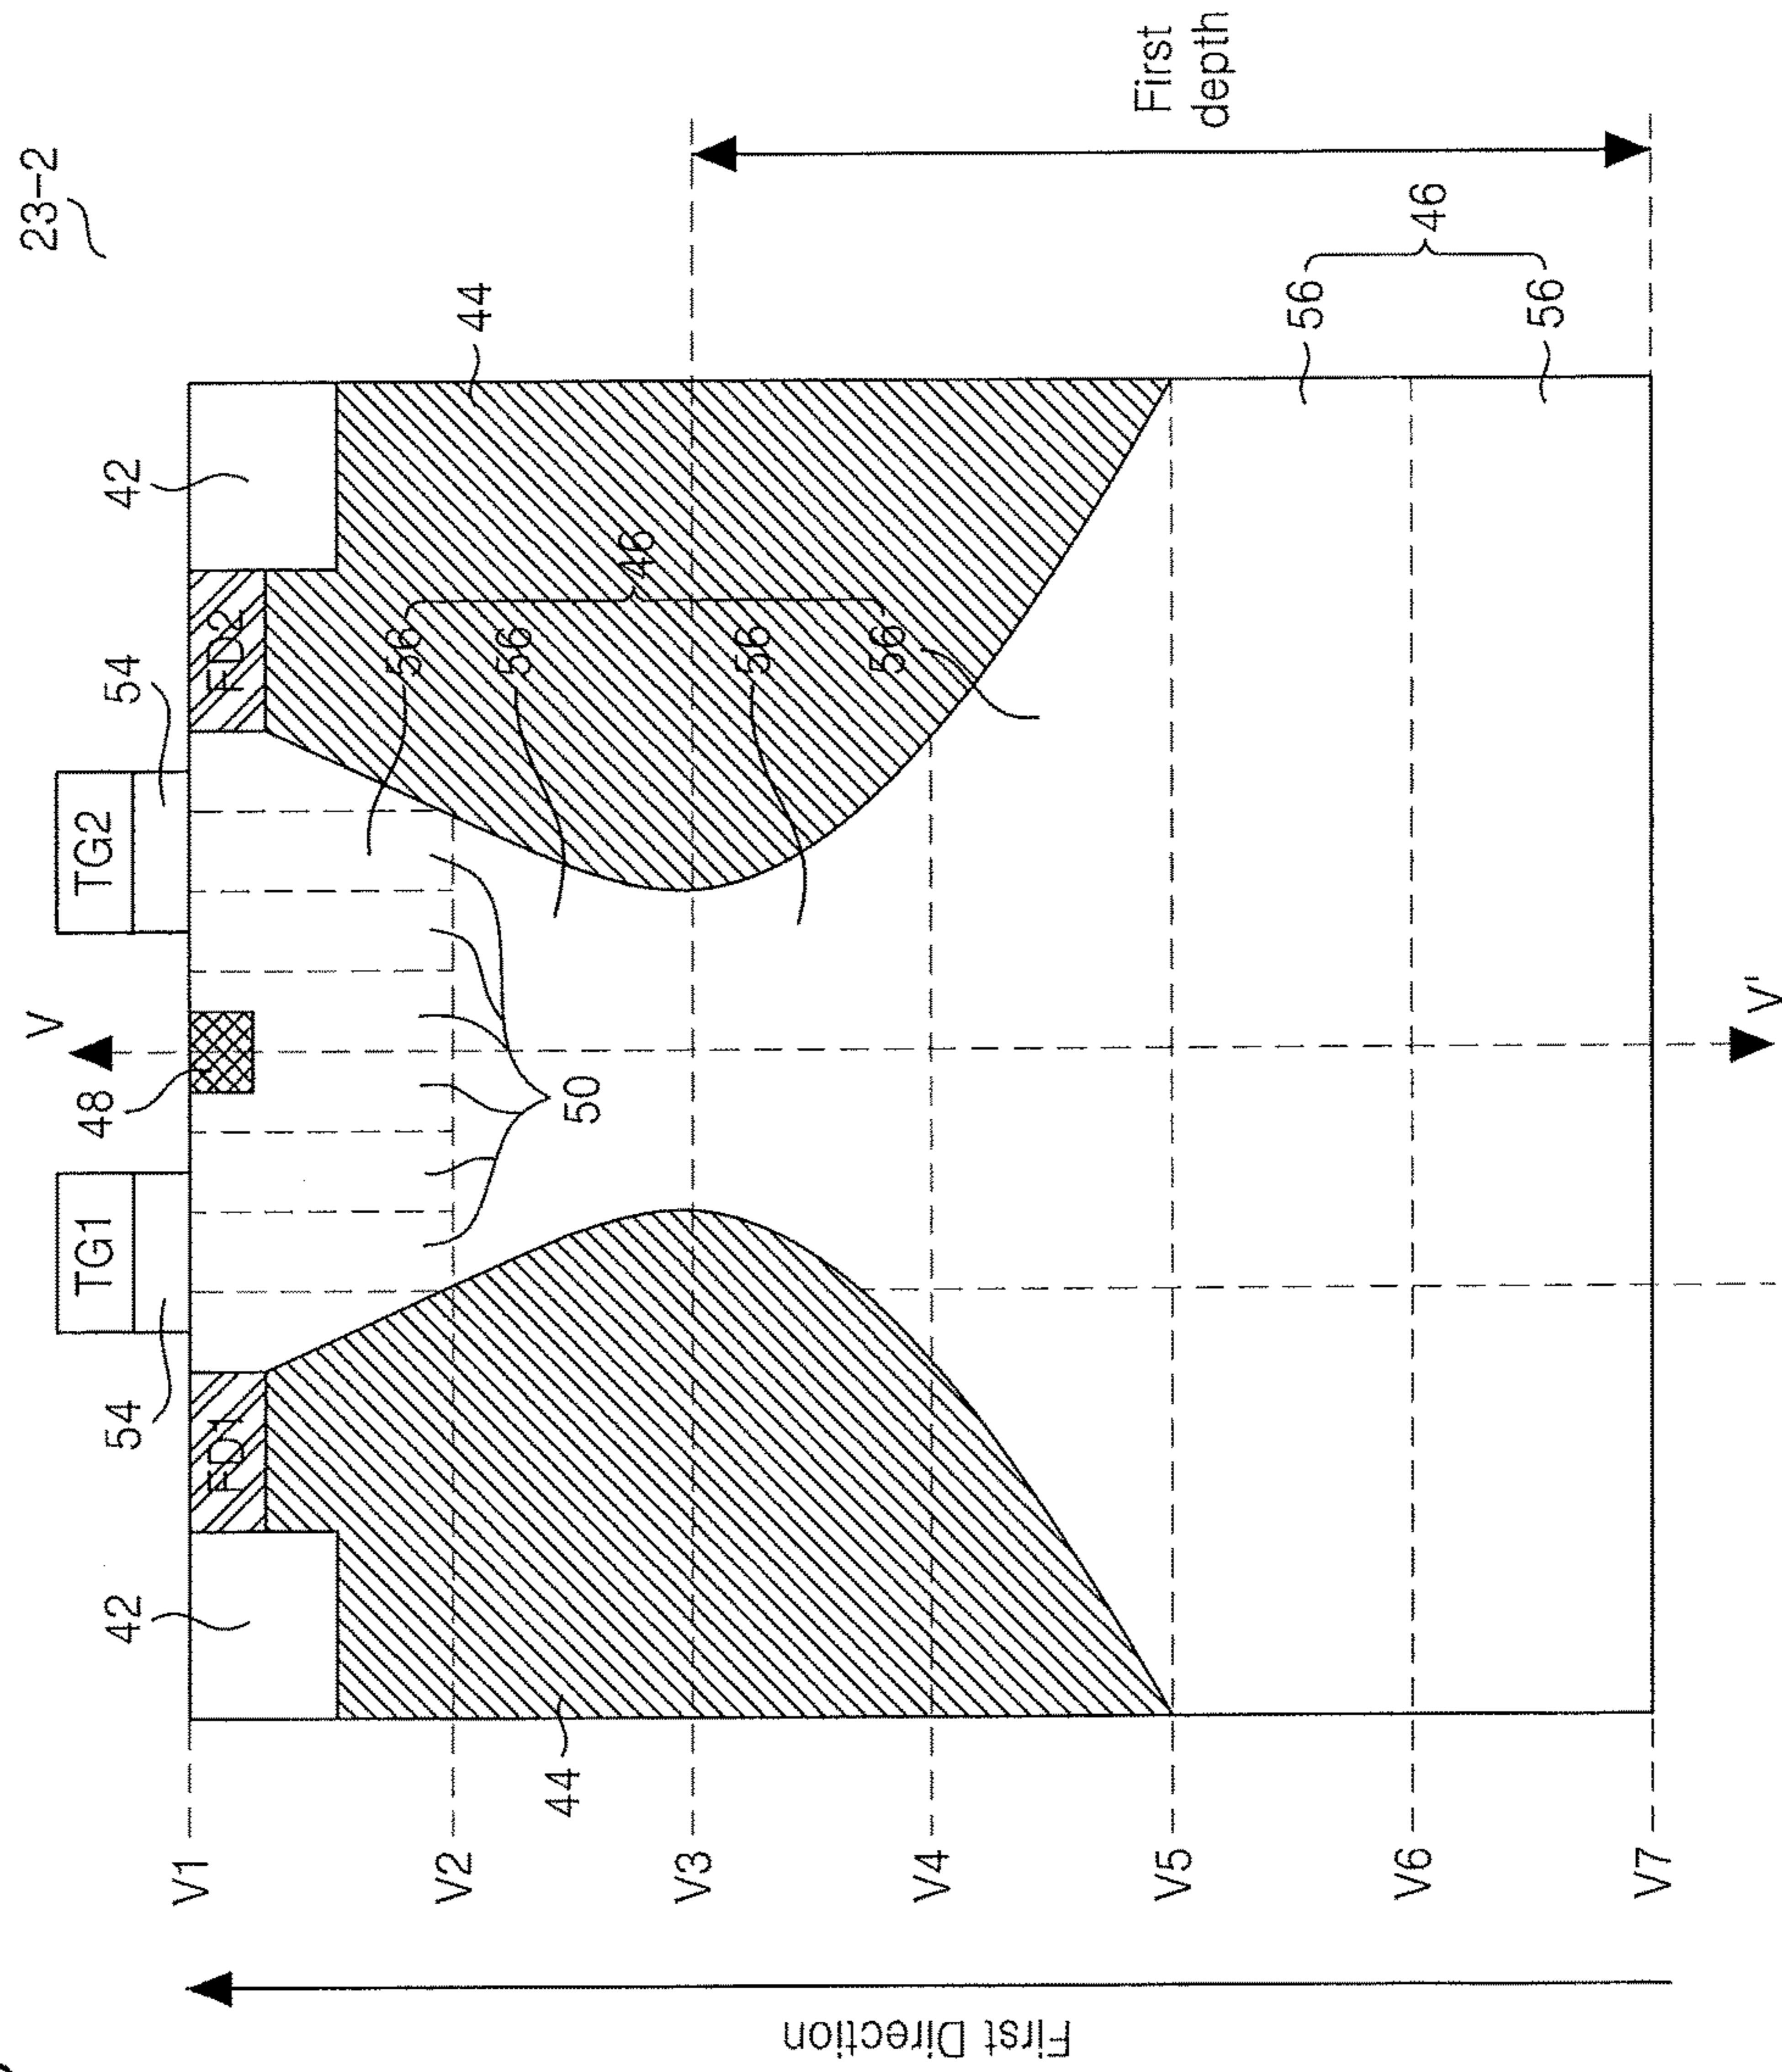 23-2
V
TG1
TG2
42
54
48
54
42
V1
FD1
FD2
56
V2
44
56
44
50
46
V3
56
56
V4
First Direction
First
depth
V5
56
V6
46
56
V7
V'